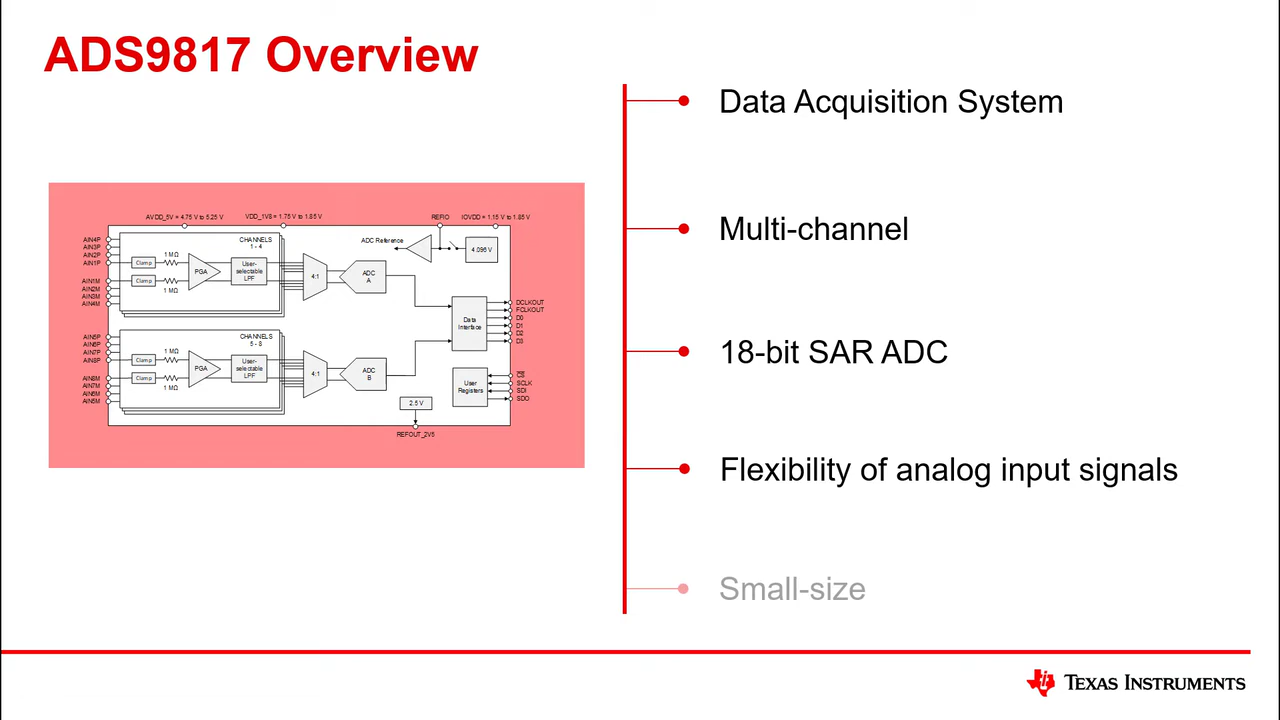 ADS9817 Overview
Data Acquisition System
Multi-channel
18-bit SAR ADC
Flexibility of analog input signals
Small-size
AVDD_5V = 4.75 V to 5.25 V
VDD_1V8 = 1.75 V to 1.85 V
REFIO
IOVDD = 1.15 V to 1.85 V
AIN4P
AIN3P
AIN2P
AIN1P
AIN1M
AIN2M
AIN3M
AIN4M
CHANNELS
1 - 4
Clamp
1 MΩ
Clamp
1 MΩ
PGA
User-
selectable
LPF
4:1
ADC
A
ADC Reference
4.096 V
AIN5P
AIN6P
AIN7P
AIN8P
AIN8M
AIN7M
AIN6M
AIN5M
CHANNELS
5 - 8
Clamp
1 MΩ
Clamp
1 MΩ
PGA
User-
selectable
LPF
4:1
ADC
B
2.5 V
REFOUT_2V5
Data
Interface
DCLKOUT
FCLKOUT
D0
D1
D2
D3
User
Registers
CS
SCLK
SDI
SDO
TEXAS INSTRUMENTS